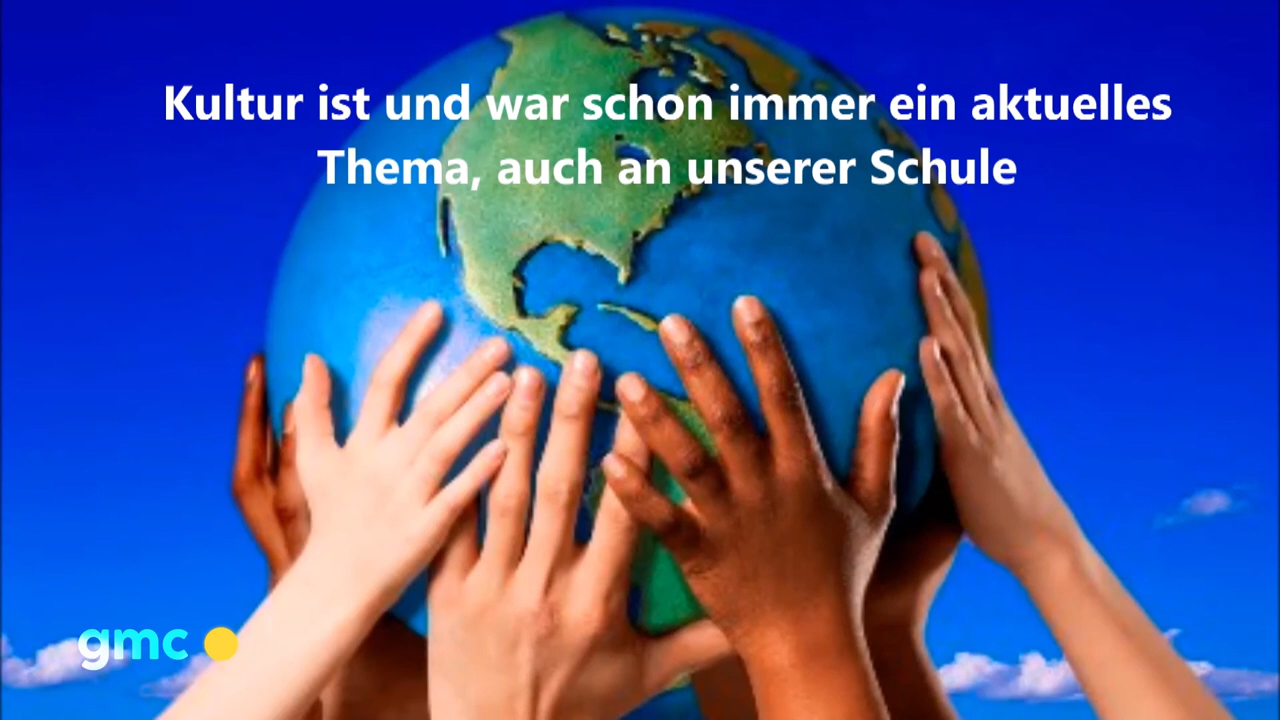 Kultur ist und war schon immer ein aktuelles
Thema, auch an unserer Schule
gmc